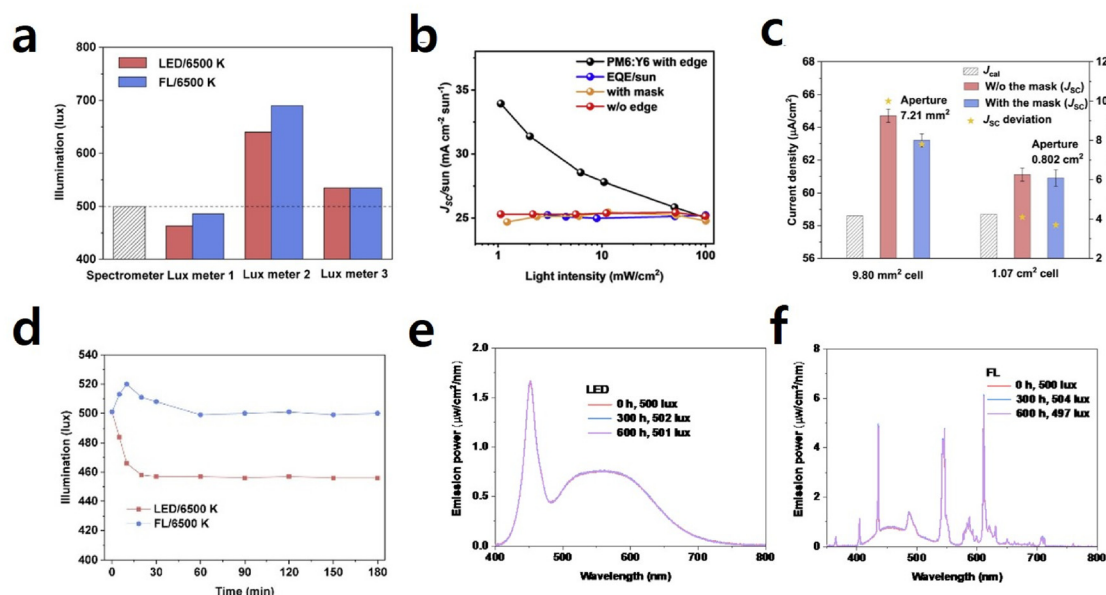 a
LED/6500 K
FL/6500 K
Illumination (lux)
800
700
600
500
400
Spectrometer Lux meter 1 Lux meter 2 Lux meter 3
b
PM6:Y6 with edge
EQE/sun
with mask
w/o edge
JSC/sun (mA cm-2 sun-1)
35
30
25
1 10 100
Light intensity (mW/cm2)
c
Jcal
W/o the mask (JSC)
With the mask (JSC)
JSC deviation
Aperture
7.21 mm2
Aperture
0.802 cm2
Current density (μA/cm2)
68
66
64
62
60
58
56
12
10
8
6
4
2
9.80 mm2 cell 1.07 cm2 cell
d
Illumination (lux)
540
520
500
480
460
440
420
400
LED/6500 K
FL/6500 K
0 30 60 90 120 150 180
Time (min)
e
Emission power (μw/cm2/nm)
2.0
1.5
1.0
0.5
0.0
LED
0 h, 500 lux
300 h, 502 lux
600 h, 501 lux
400 500 600 700 800
Wavelength (nm)
f
Emission power (μw/cm2/nm)
8
6
4
2
0
FL
0 h, 500 lux
300 h, 504 lux
600 h, 497 lux
400 500 600 700 800
Wavelength (nm)